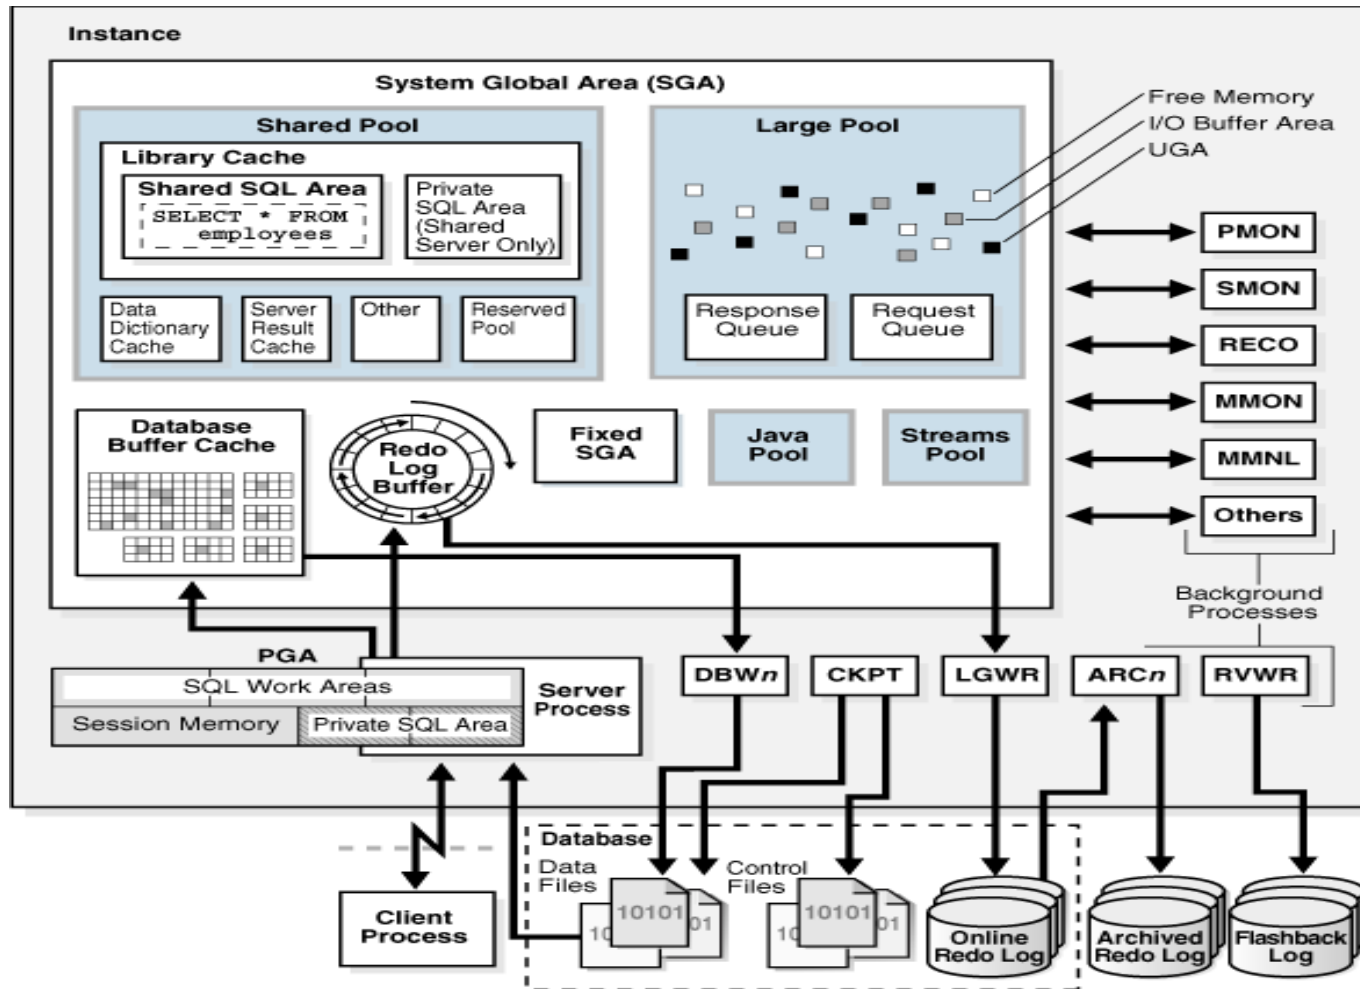 Instance
System Global Area (SGA)
Shared Pool
Library Cache
Shared SQL Area
SELECT * FROM
employees
Private
SQL Area
(Shared
Server Only)
Data
Dictionary
Cache
Server
Result
Cache
Other
Reserved
Pool
Large Pool
Response
Queue
Request
Queue
Free Memory
I/O Buffer Area
UGA
Database
Buffer Cache
Redo
Log
Buffer
Fixed
SGA
Java
Pool
Streams
Pool
PMON
SMON
RECO
MMON
MMNL
Others
Background
Processes
PGA
SQL Work Areas
Session Memory
Private SQL Area
Server
Process
DBWn
CKPT
LGWR
ARCn
RVWR
Client
Process
Database
Data
Files
10
10101
01
Control
Files
10
10101
01
Online
Redo Log
Archived
Redo Log
Flashback
Log